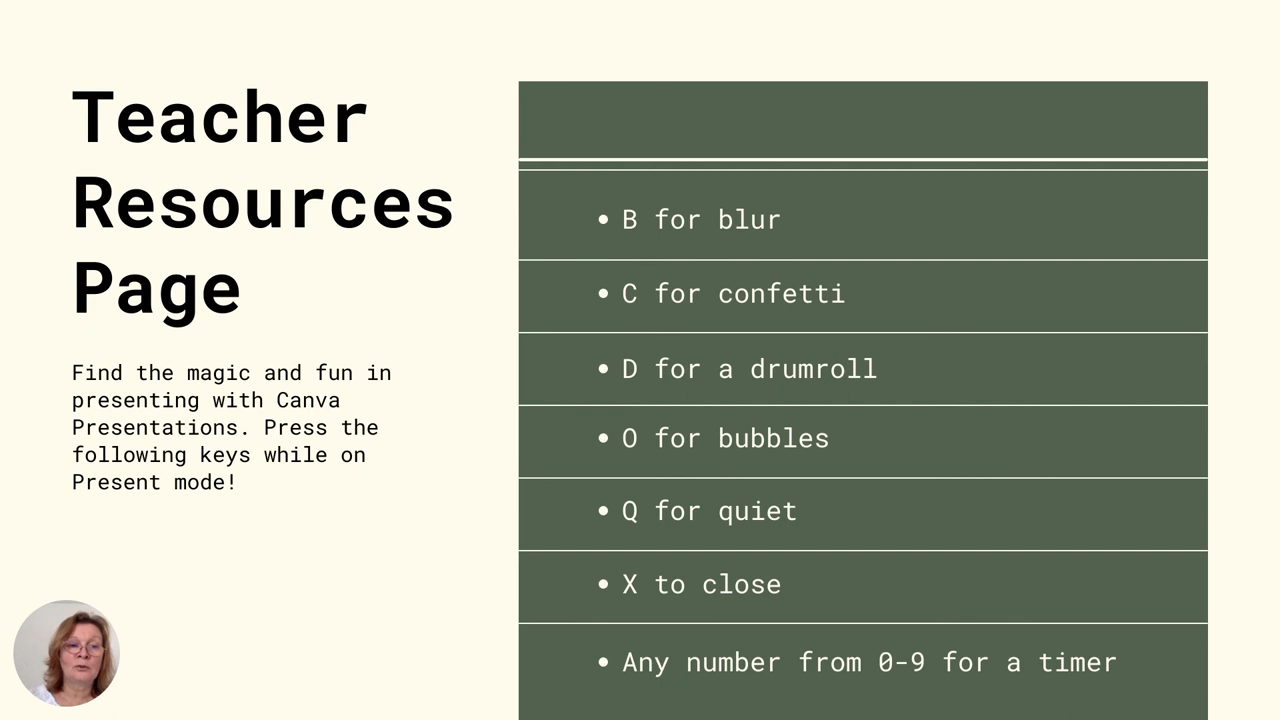 Teacher
Resources
Page
Find the magic and fun in
presenting with Canva
Presentations. Press the
following keys while on
Present mode!
• B for blur
• C for confetti
• D for a drumroll
• O for bubbles
• Q for quiet
• X to close
• Any number from 0-9 for a timer